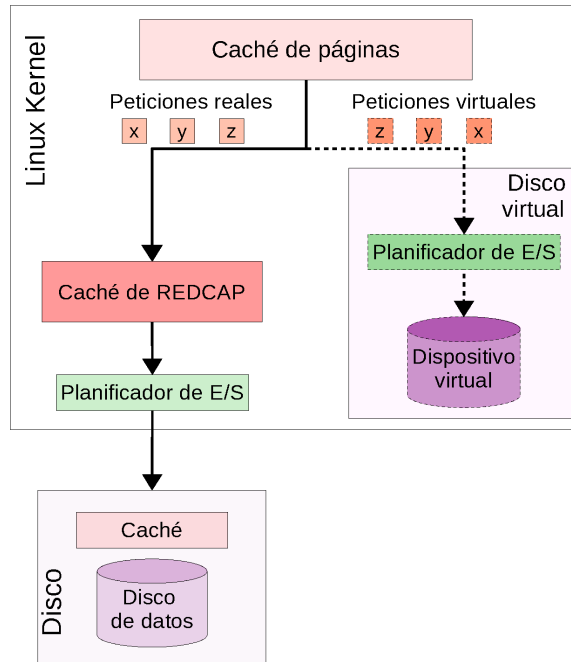 Linux Kernel
Caché de páginas
Peticiones reales
x y z
Peticiones virtuales
z y x
Disco
virtual
Planificador de E/S
Dispositivo
virtual
Caché de REDCAP
Planificador de E/S
Disco
Caché
Disco
de datos